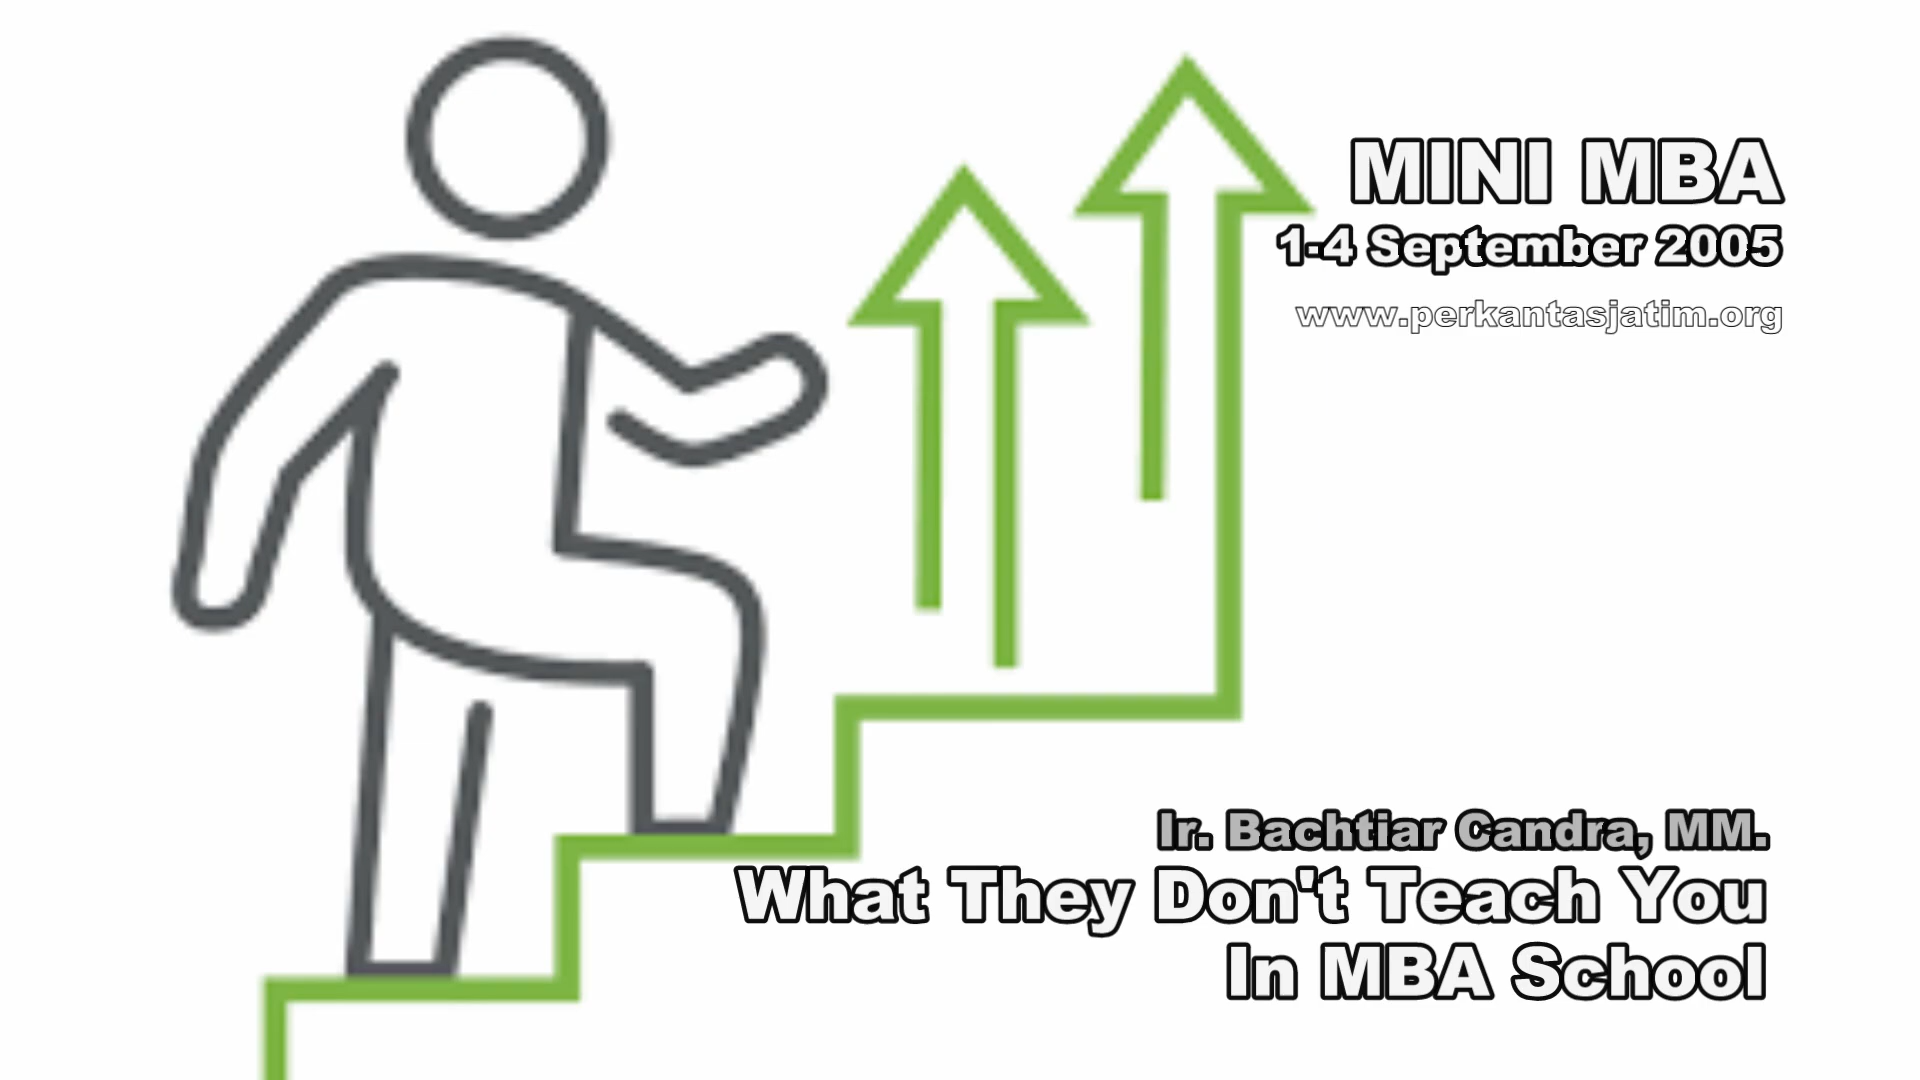 MINI MBA
1-4 September 2005
www.perkantasjatim.org
Ir. Bachtiar Candra, MM.
What They Don't Teach You
In MBA School